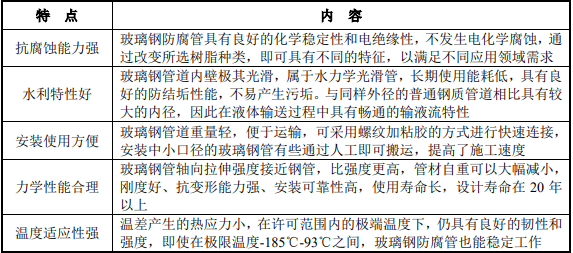 特　点　内　容
抗腐蚀能力强
玻璃钢防腐管具有良好的化学稳定性和电绝缘性，不发生电化学腐蚀，通
过改变所选树脂种类，即可具有不同的特征，以满足不同应用领域需求
水利特性好
玻璃钢管道内壁极其光滑，属于水力学光滑管，长期使用能耗低，具有良
好的防结垢性能，不易产生污垢。与同样外径的普通钢质管道相比具有较
大的内径，因此在液体输送过程中具有畅通的输液流特性
安装使用方便
玻璃钢管道重量轻，便于运输，可采用螺纹加粘胶的方式进行快速连接，
安装中小口径的玻璃钢管有些通过人工即可搬运，提高了施工速度
力学性能合理
玻璃钢管轴向拉伸强度接近钢管，比强度更高，管材自重可以大幅减小，
刚度好、抗变形能力强、安装可靠性高，使用寿命长，设计寿命在 20 年
以上
温度适应性强
温差产生的热应力小，在许可范围内的极端温度下，仍具有良好的韧性和
强度，即使在极限温度-185℃-93℃之间，玻璃钢防腐管也能稳定工作